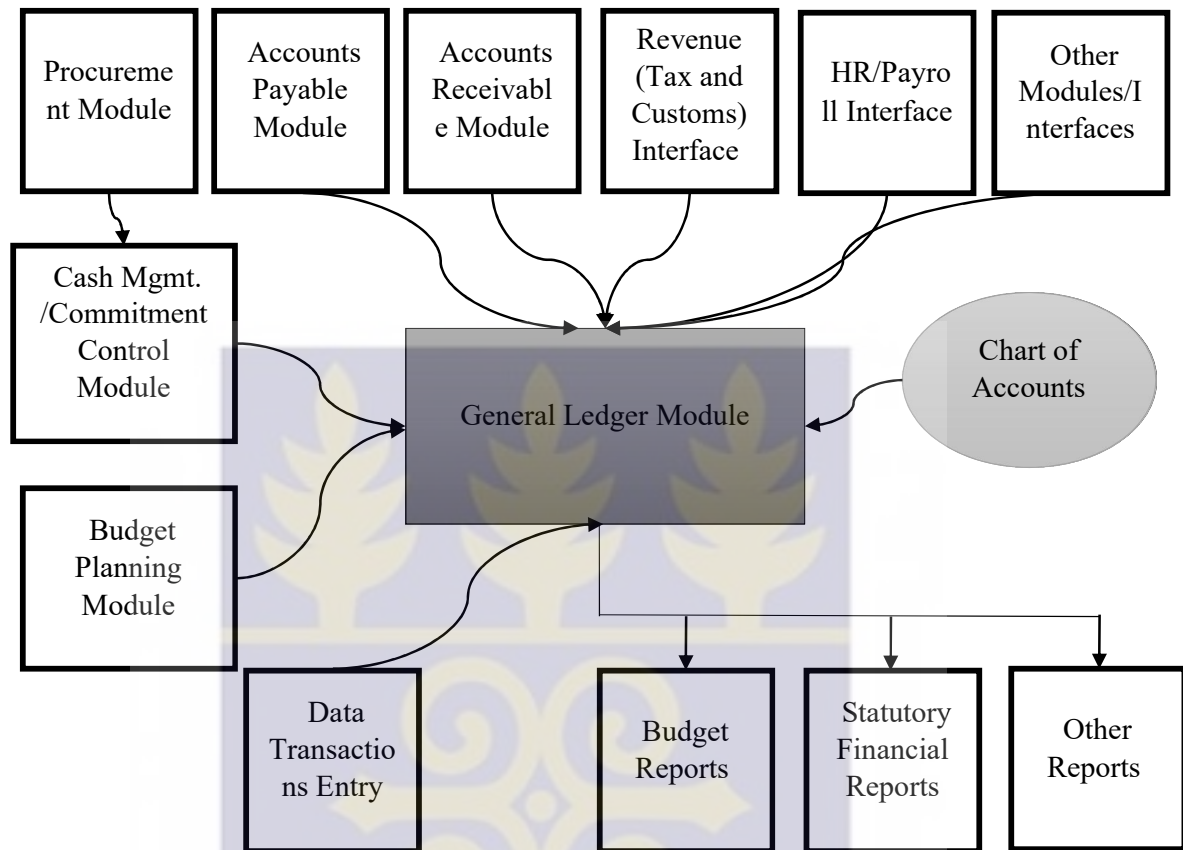 Procureme
nt Module
Accounts
Payable
Module
Accounts
Receivabl
e Module
Revenue
(Tax and
Customs)
Interface
HR/Payro
ll Interface
Other
Modules/I
nterfaces
Cash Mgmt.
/Commitment
Control
Module
General Ledger Module
Chart of
Accounts
Budget
Planning
Module
Data
Transactio
ns Entry
Budget
Reports
Statutory
Financial
Reports
Other
Reports